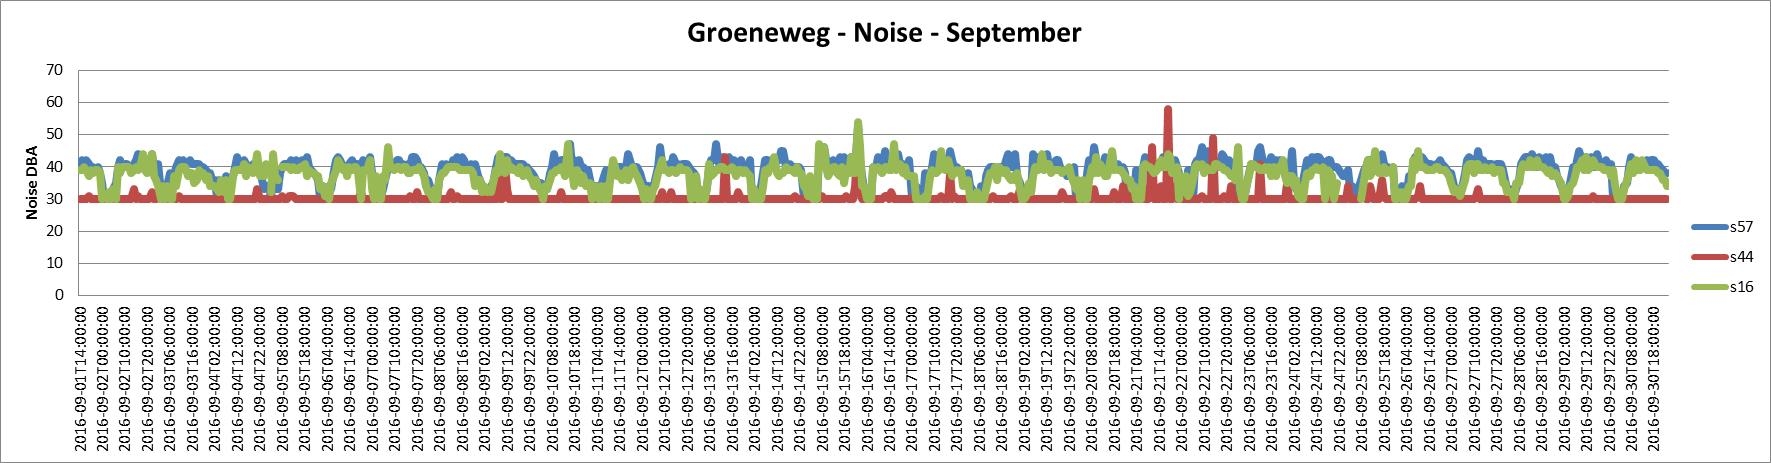 Groeneweg - Noise - September
70
60
50
40
30
20
10
0
Noise DBA
s57
s44
s16
2016-09-01T14:00:00
2016-09-02T00:00:00
2016-09-02T10:00:00
2016-09-02T20:00:00
2016-09-03T06:00:00
2016-09-03T16:00:00
2016-09-04T02:00:00
2016-09-04T12:00:00
2016-09-04T22:00:00
2016-09-05T08:00:00
2016-09-05T18:00:00
2016-09-06T04:00:00
2016-09-06T14:00:00
2016-09-07T00:00:00
2016-09-07T10:00:00
2016-09-07T22:00:00
2016-09-08T08:00:00
2016-09-08T18:00:00
2016-09-09T02:00:00
2016-09-09T12:00:00
2016-09-09T22:00:00
2016-09-10T08:00:00
2016-09-10T18:00:00
2016-09-11T04:00:00
2016-09-11T14:00:00
2016-09-12T00:00:00
2016-09-12T10:00:00
2016-09-12T20:00:00
2016-09-13T06:00:00
2016-09-13T16:00:00
2016-09-14T02:00:00
2016-09-14T12:00:00
2016-09-14T22:00:00
2016-09-15T08:00:00
2016-09-15T18:00:00
2016-09-16T04:00:00
2016-09-16T14:00:00
2016-09-17T00:00:00
2016-09-17T10:00:00
2016-09-17T20:00:00
2016-09-18T06:00:00
2016-09-18T16:00:00
2016-09-19T02:00:00
2016-09-19T12:00:00
2016-09-19T22:00:00
2016-09-20T08:00:00
2016-09-20T18:00:00
2016-09-21T04:00:00
2016-09-21T14:00:00
2016-09-22T00:00:00
2016-09-22T10:00:00
2016-09-22T20:00:00
2016-09-23T06:00:00
2016-09-23T16:00:00
2016-09-24T02:00:00
2016-09-24T12:00:00
2016-09-24T22:00:00
2016-09-25T08:00:00
2016-09-25T18:00:00
2016-09-26T04:00:00
2016-09-26T14:00:00
2016-09-27T00:00:00
2016-09-27T10:00:00
2016-09-27T20:00:00
2016-09-28T06:00:00
2016-09-28T16:00:00
2016-09-29T02:00:00
2016-09-29T12:00:00
2016-09-29T22:00:00
2016-09-30T08:00:00
2016-09-30T18:00:00